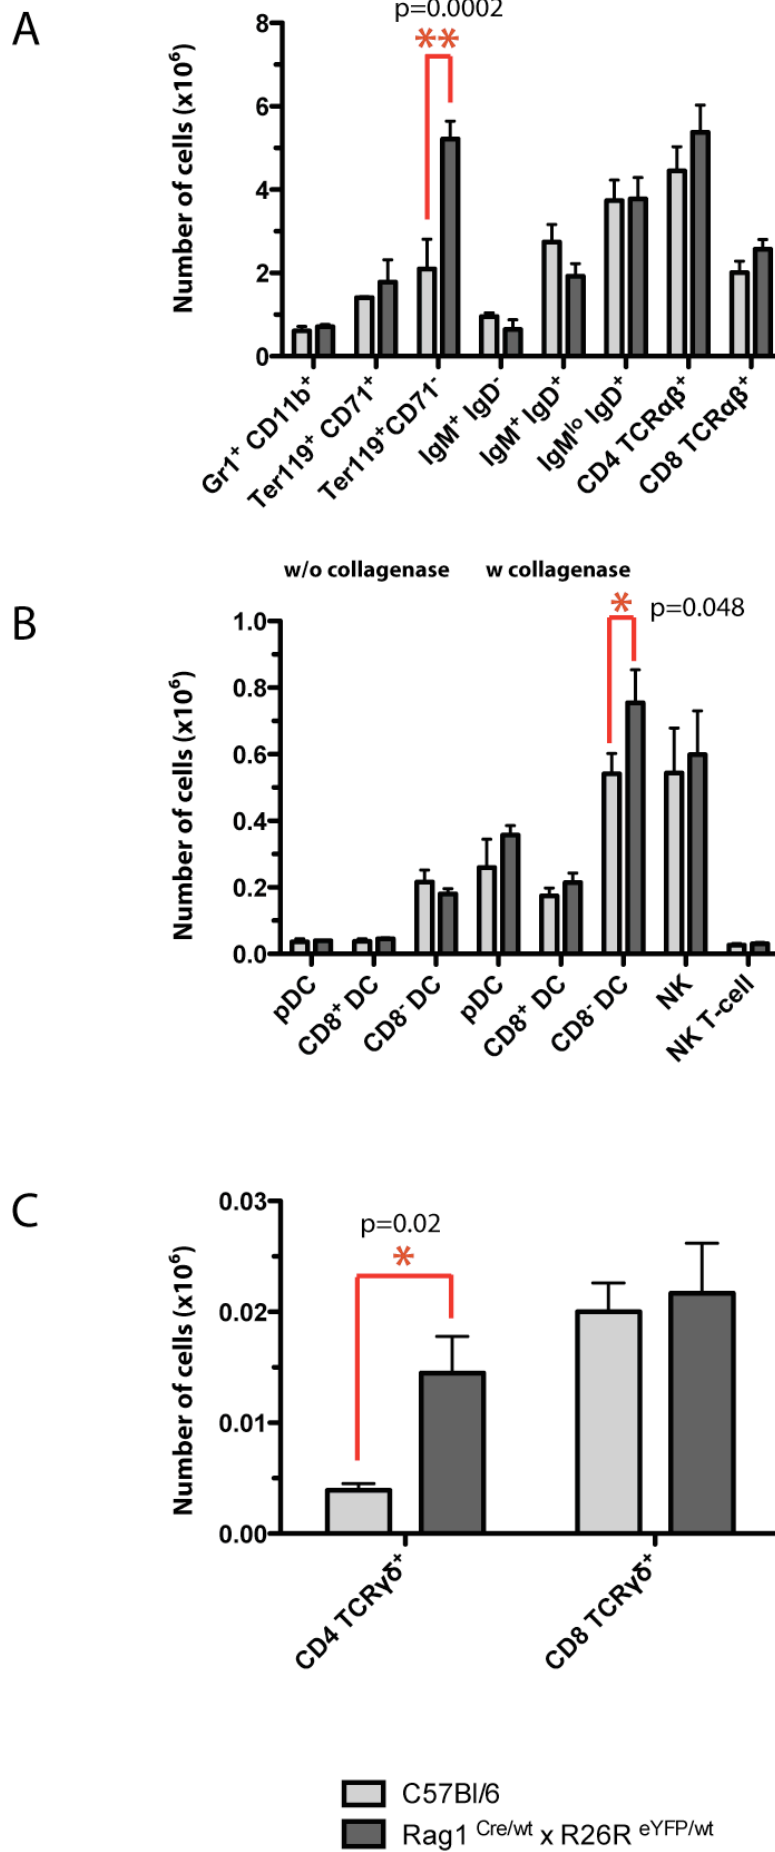 A
p=0.0002
**
Number of cells (x10⁶)
8
6
4
2
0
Gr1⁺ CD11b⁺
Ter119⁺ CD71⁺
Ter119⁺CD71⁻
IgM⁺ IgD⁻
IgM⁺ IgD⁺
IgMˡᵒ IgD⁺
CD4 TCRαβ⁺
CD8 TCRαβ⁺
w/o collagenase w collagenase
B
* p=0.048
Number of cells (x10⁶)
1.0
0.8
0.6
0.4
0.2
0.0
pDC
CD8⁺ DC
CD8⁻ DC
pDC
CD8⁺ DC
CD8⁻ DC
NK
NK T-cell
C
p=0.02
*
Number of cells (x10⁶)
0.03
0.02
0.01
0.00
CD4 TCRγδ⁺
CD8 TCRγδ⁺
C57Bl/6
Rag1 Cre/wt x R26R eYFP/wt